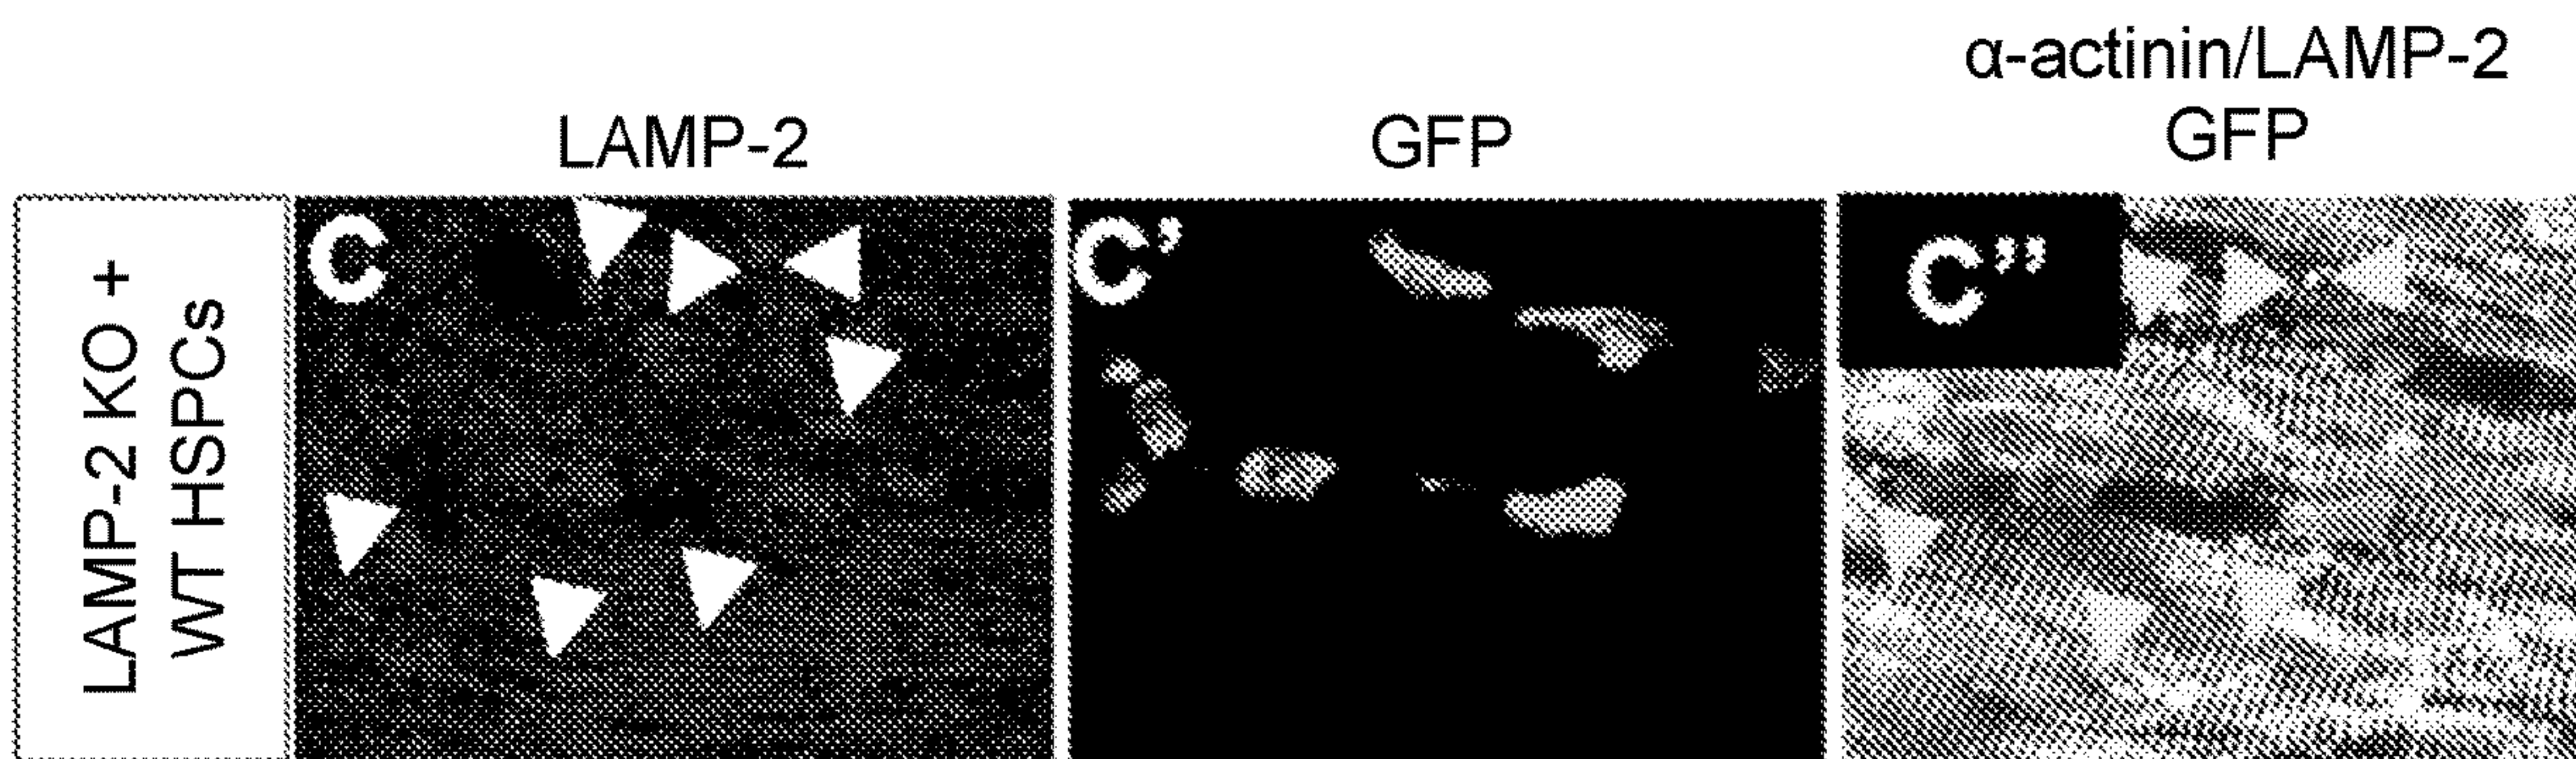 α-actinin/LAMP-2
LAMP-2
GFP
GFP
LAMP-2 KO +
WT HSPCs
C
C’
C’’